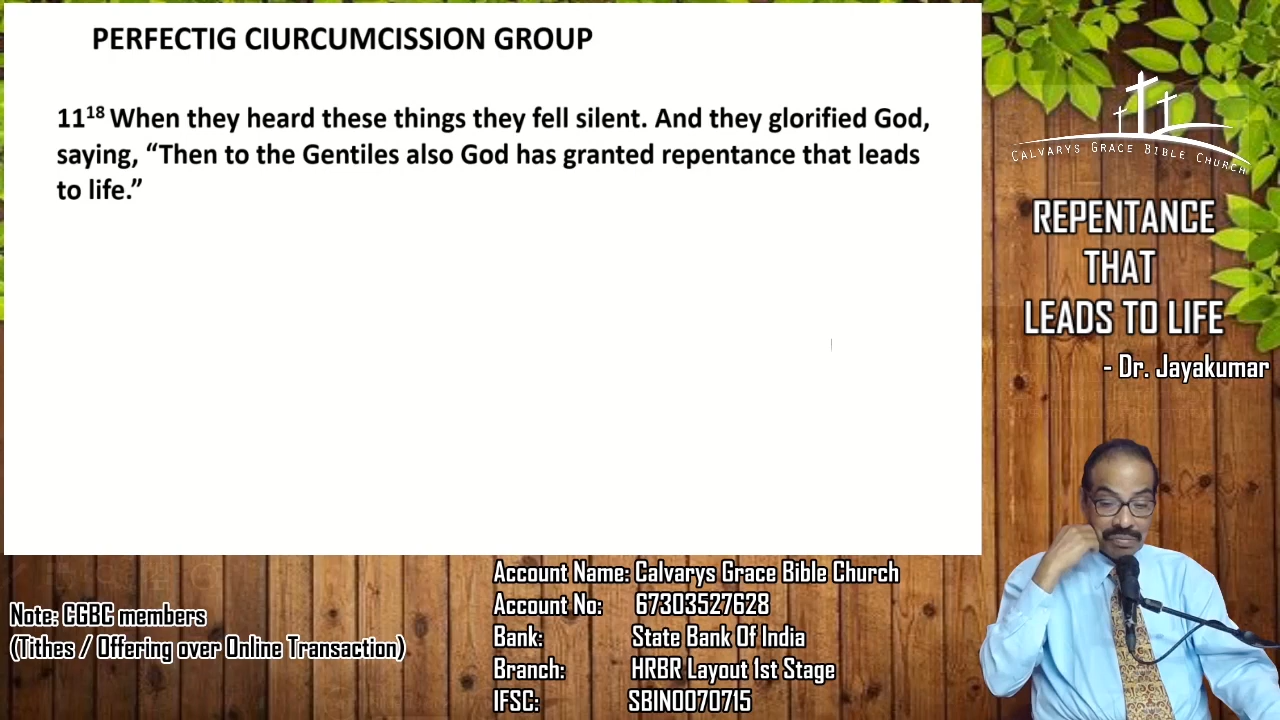 PERFECTIG CIURCUMCISSION GROUP
11¹⁸ When they heard these things they fell silent. And they glorified God,
saying, “Then to the Gentiles also God has granted repentance that leads
to life.”
CALVARYS GRACE BIBLE CHURCH
REPENTANCE
THAT
LEADS TO LIFE
- Dr. Jayakumar
Note: CGBC members
(Tithes / Offering over Online Transaction)
Account Name: Calvarys Grace Bible Church
Account No: 67303527628
Bank: State Bank Of India
Branch: HRBR Layout 1st Stage
IFSC: SBIN0070715